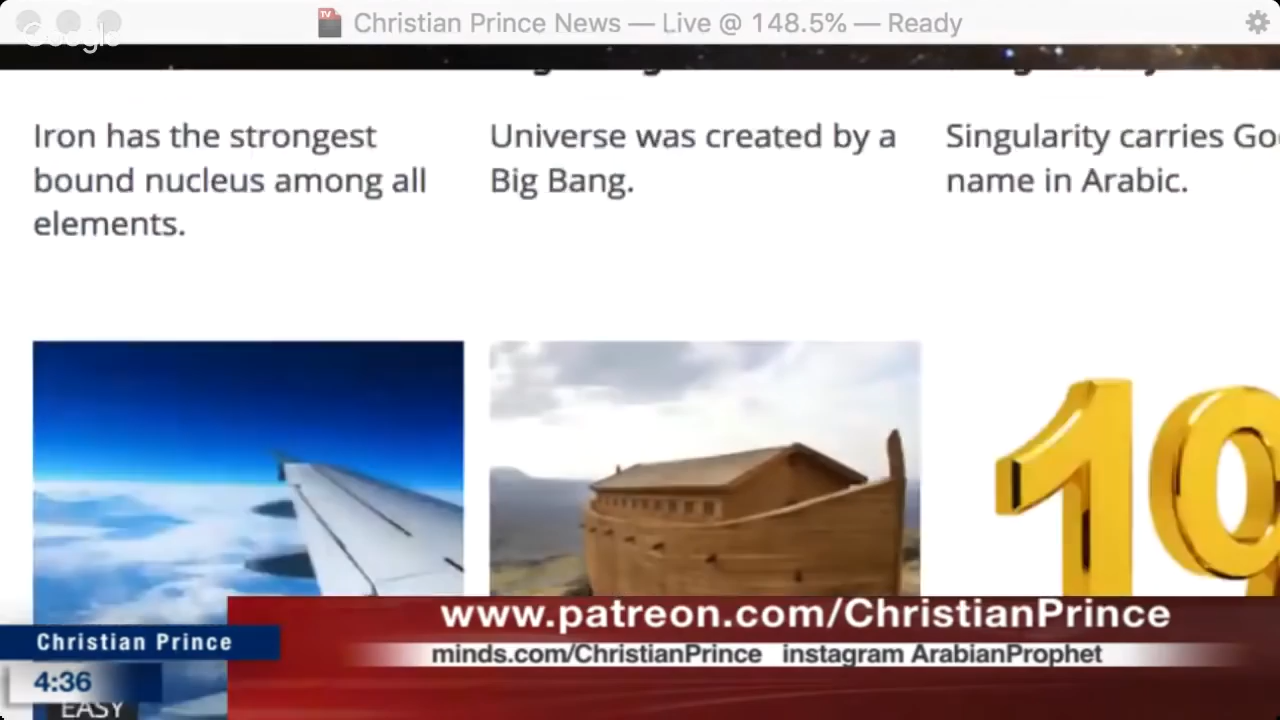 Christian Prince News — Live @ 148.5% — Ready
Google
Iron has the strongest
bound nucleus among all
elements.
Universe was created by a
Big Bang.
Singularity carries
name in Arabic.
19
www.patreon.com/ChristianPrince
Christian Prince
minds.com/ChristianPrince instagram ArabianProphet
4:36
EASY